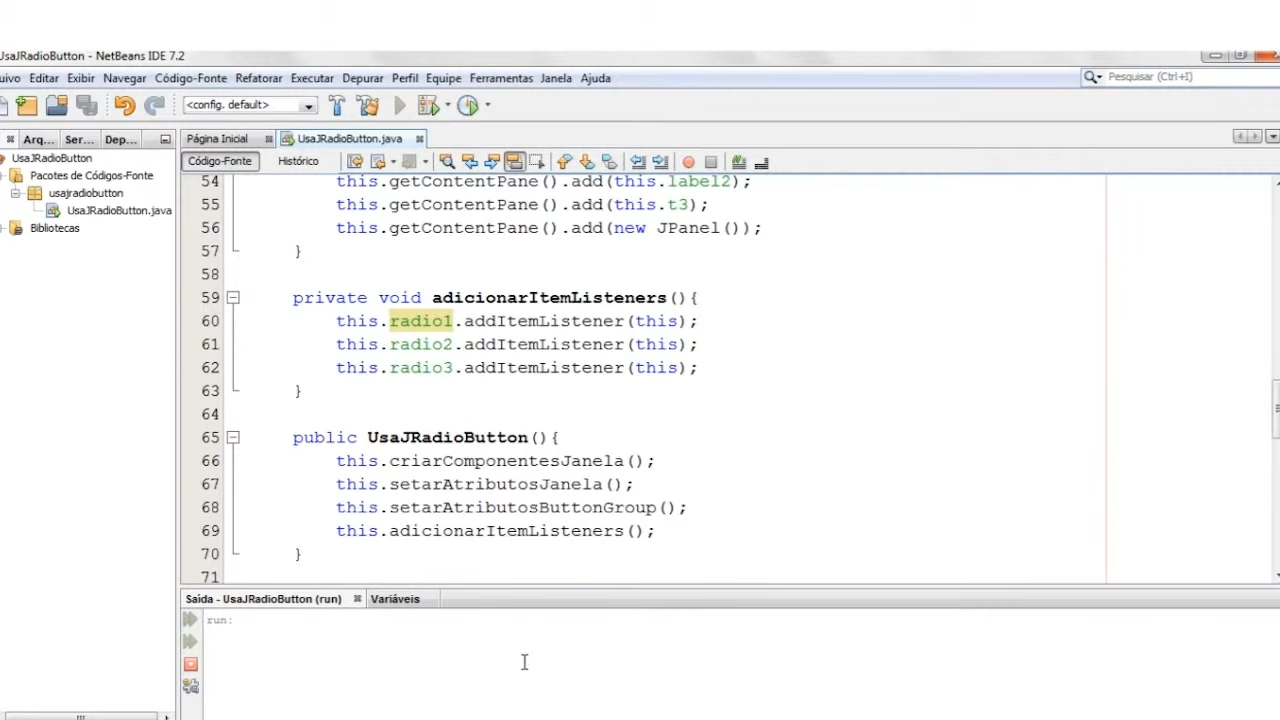 UsaJRadioButton - NetBeans IDE 7.2
uivo Editar Exibir Navegar Código-Fonte Refatorar Executar Depurar Perfil Equipe Ferramentas Janela Ajuda
Pesquisar (Ctrl+I)
<config. default>
Arq... Ser... Dep...
Página Inicial UsaJRadioButton.java
UsaJRadioButton
Pacotes de Códigos-Fonte
usajradiobutton
UsaJRadioButton.java
Bibliotecas
Código-Fonte Histórico
54 this.getContentPane().add(this.label2);
55 this.getContentPane().add(this.t3);
56 this.getContentPane().add(new JPanel());
57 }
58
59 private void adicionarItemListeners(){
60 this.radio1.addItemListener(this);
61 this.radio2.addItemListener(this);
62 this.radio3.addItemListener(this);
63 }
64
65 public UsaJRadioButton(){
66 this.criarComponentesJanela();
67 this.setarAtributosJanela();
68 this.setarAtributosButtonGroup();
69 this.adicionarItemListeners();
70 }
71
Saída - UsaJRadioButton (run) Variáveis
run: